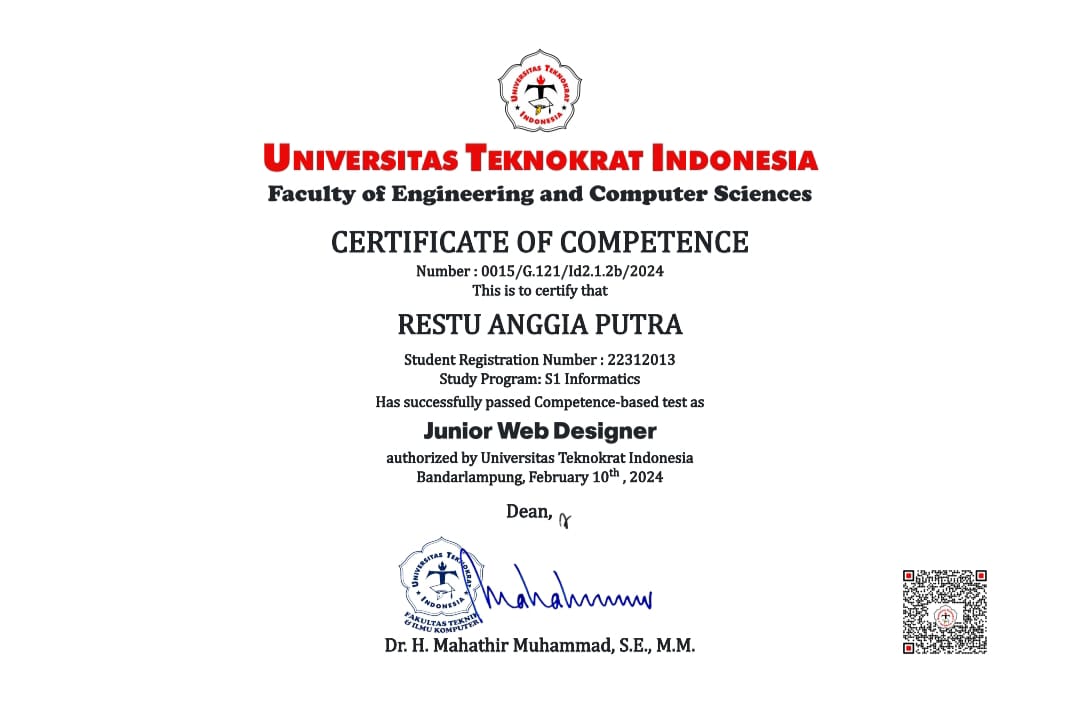 UNIVERSITAS TEKNOKRAT INDONESIA
UNIVERSITAS TEKNOKRAT INDONESIA
Faculty of Engineering and Computer Sciences
CERTIFICATE OF COMPETENCE
Number : 0015/G.121/Id2.1.2b/2024
This is to certify that
RESTU ANGGIA PUTRA
Student Registration Number : 22312013
Study Program: S1 Informatics
Has successfully passed Competence-based test as
Junior Web Designer
authorized by Universitas Teknokrat Indonesia
Bandarlampung, February 10th , 2024
Dean,
UNIVERSITAS TEKNOKRAT INDONESIA
FAKULTAS TEKNIK
& ILMU KOMPUTER
Dr. H. Mahathir Muhammad, S.E., M.M.